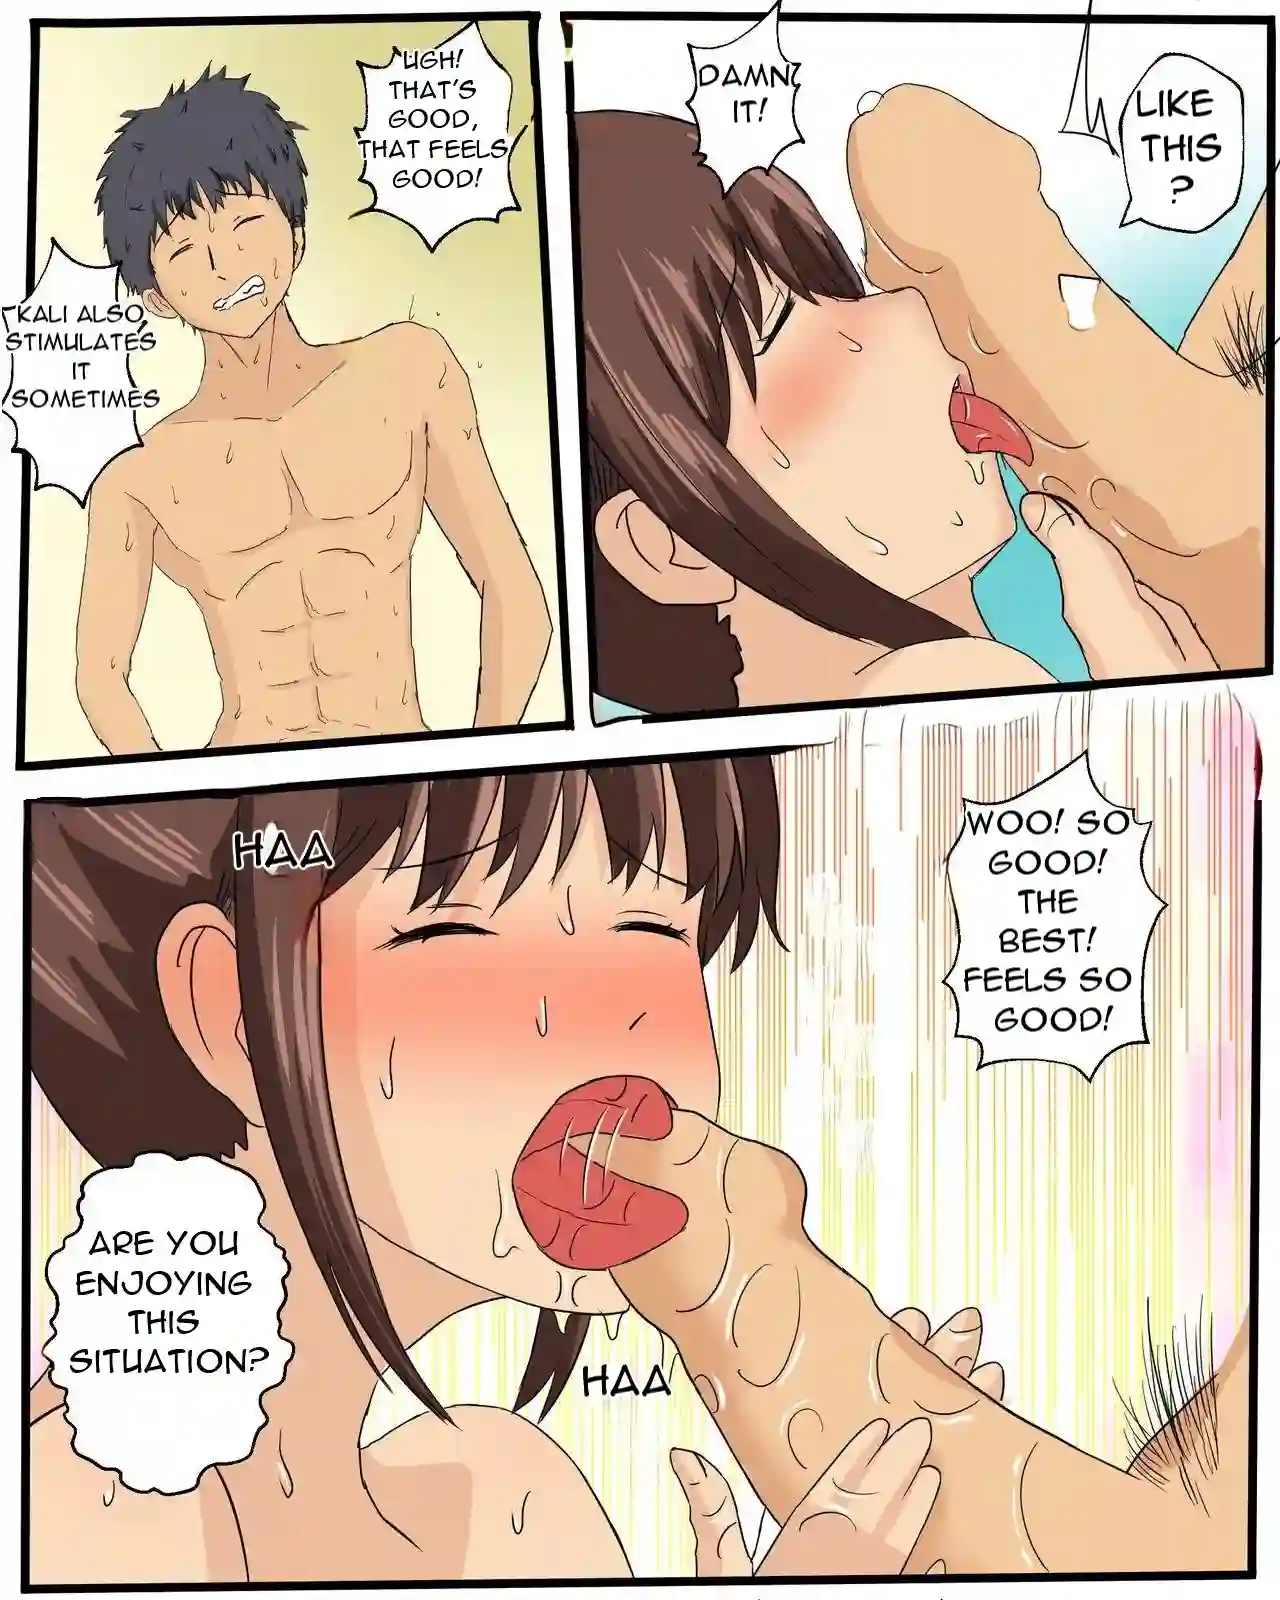 UGH!
THAT'S
GOOD,
THAT FEELS
GOOD!
KALI ALSO
STIMULATES
IT
SOMETIMES
DAMN
IT!
LIKE
THIS
?
HAA
WOO! SO
GOOD!
THE
BEST!
FEELS SO
GOOD!
ARE YOU
ENJOYING
THIS
SITUATION?
HAA